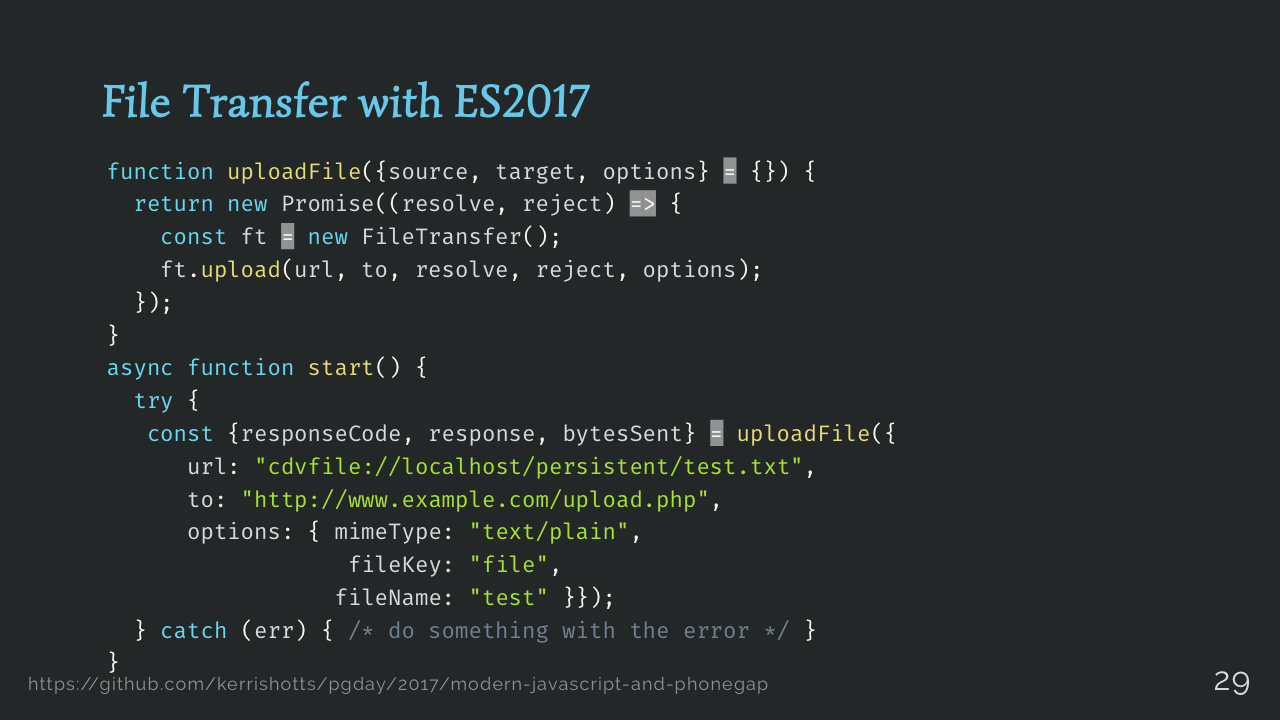 File Transfer with ES2017
function uploadFile({source, target, options} = {}) {
  return new Promise((resolve, reject) => {
    const ft = new FileTransfer();
    ft.upload(url, to, resolve, reject, options);
  });
}
async function start() {
  try {
   const {responseCode, response, bytesSent} = uploadFile({
      url: "cdvfile://localhost/persistent/test.txt",
      to: "http://www.example.com/upload.php",
      options: { mimeType: "text/plain",
                  fileKey: "file",
                 fileName: "test" }});
  } catch (err) { /* do something with the error */ }
}
https://github.com/kerrishotts/pgday/2017/modern-javascript-and-phonegap
29